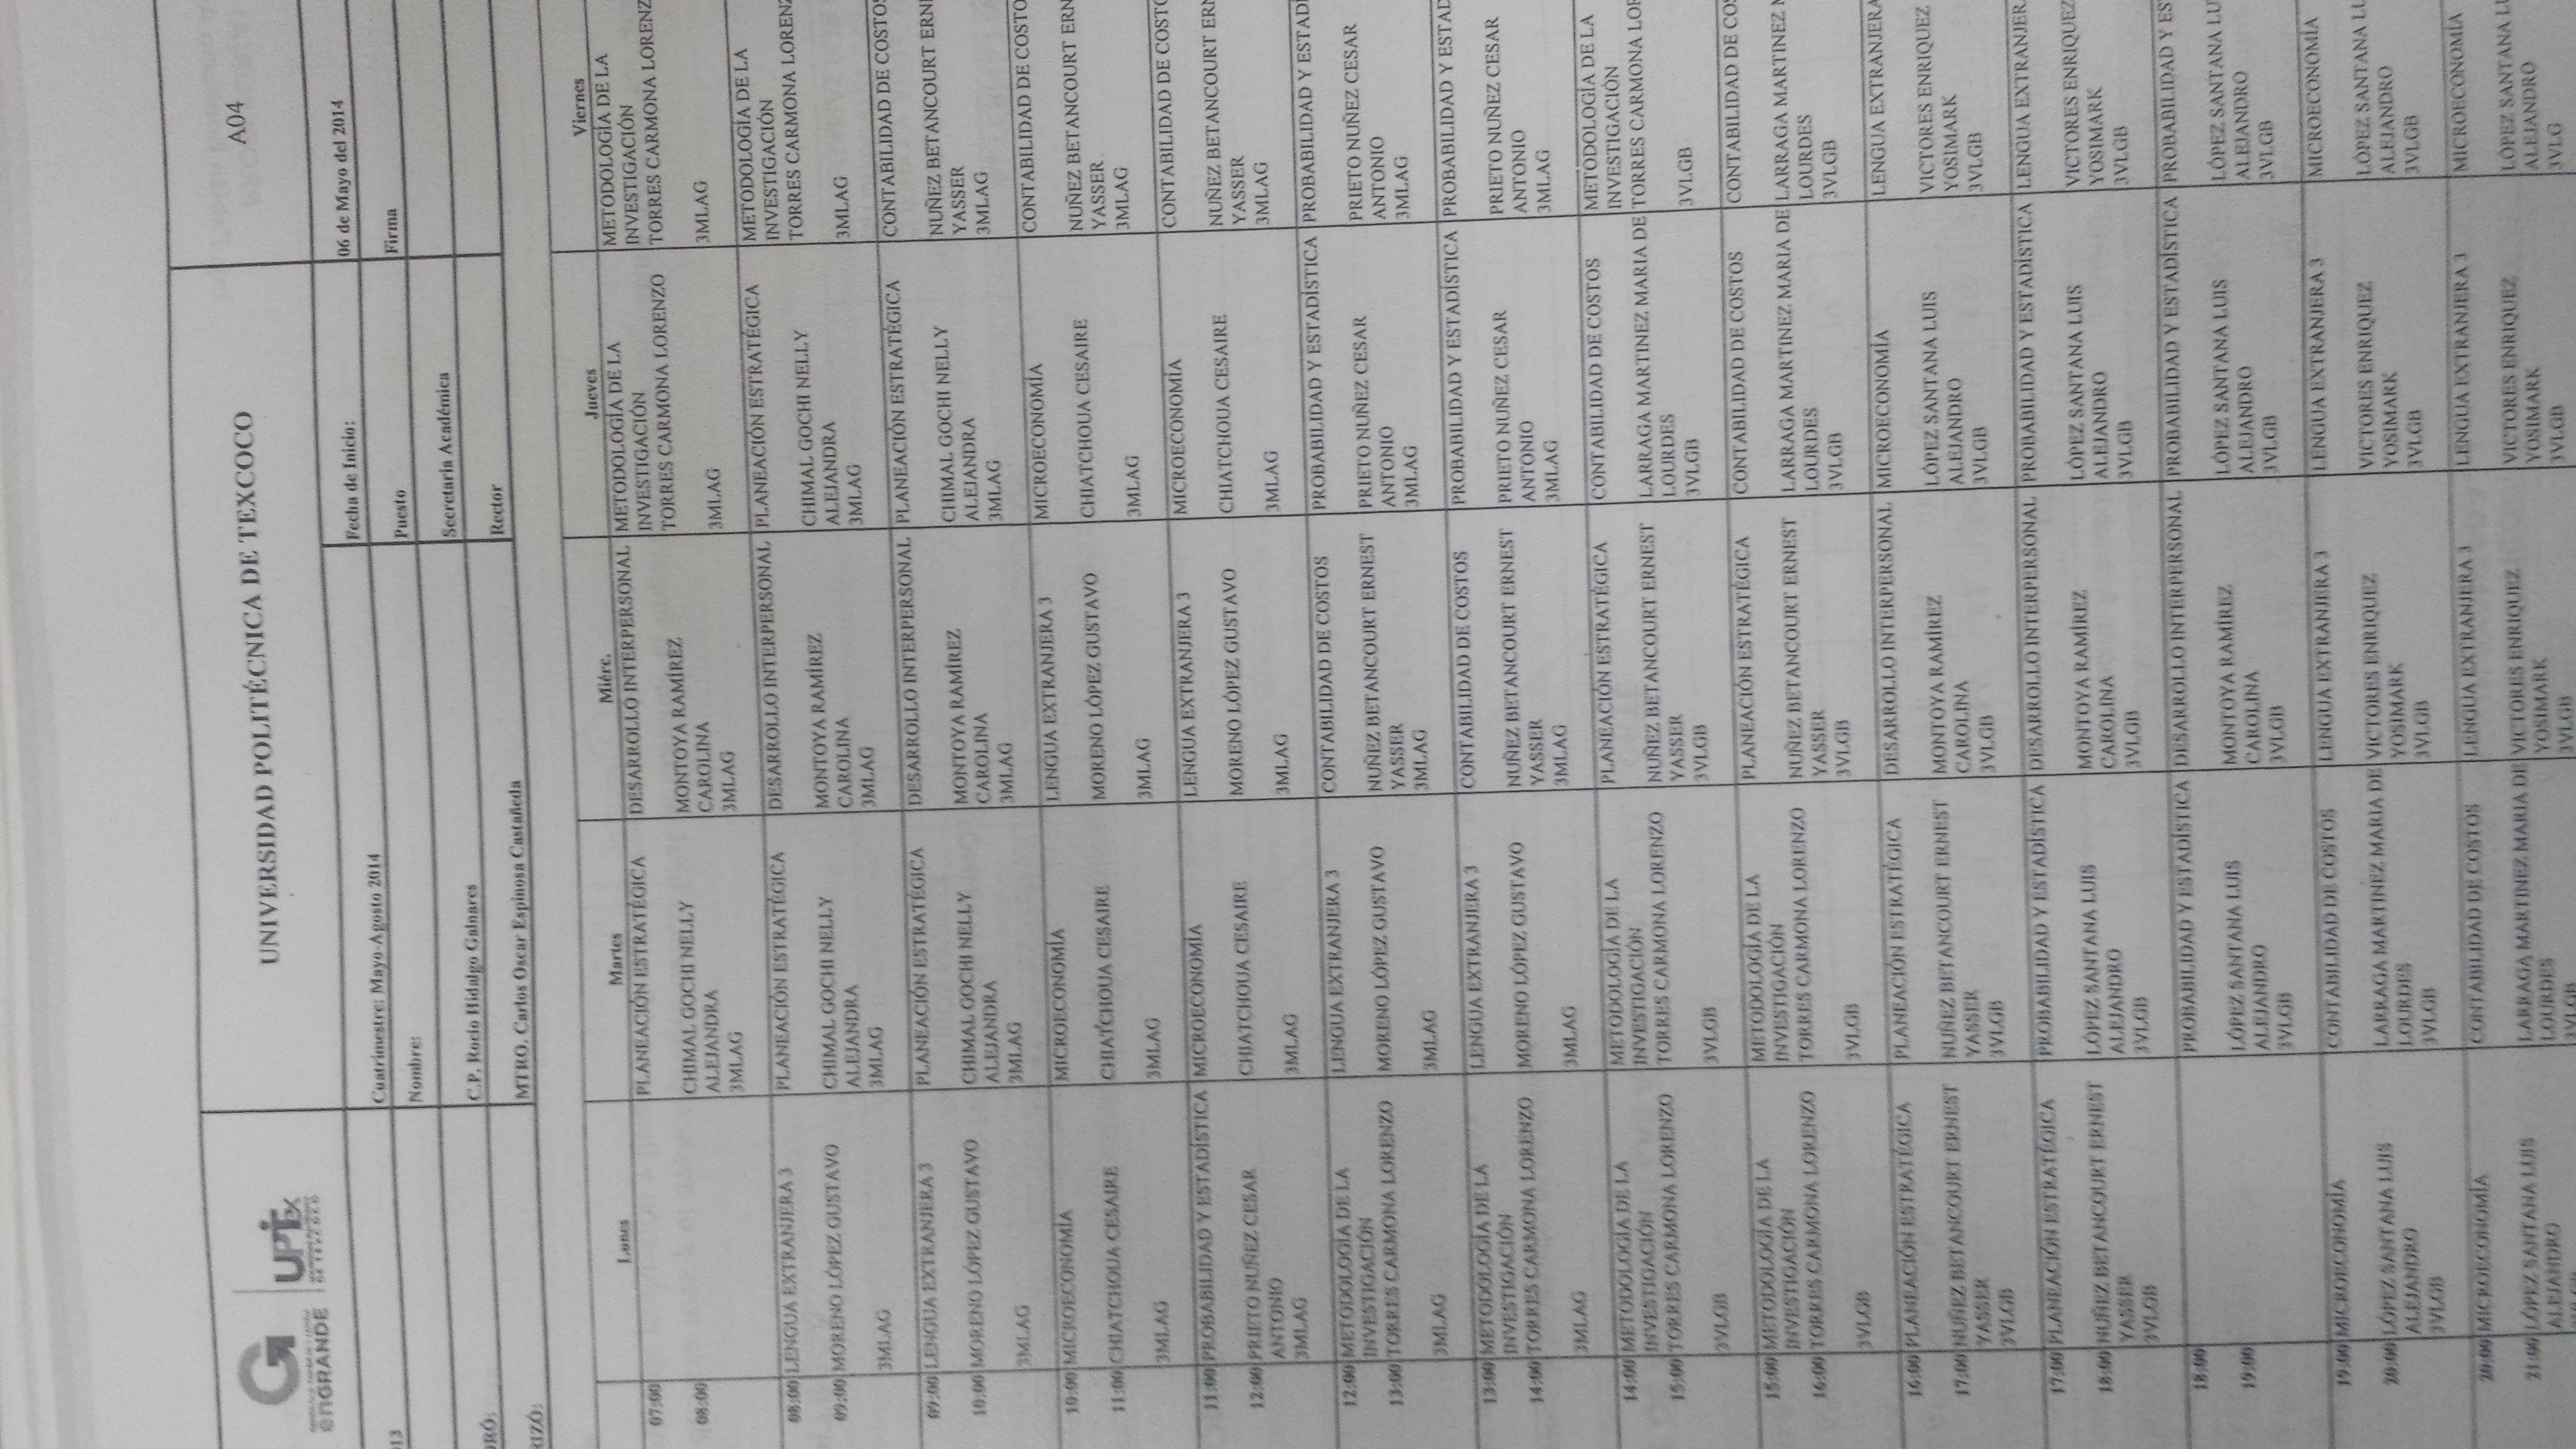 enGRANDE
UPTex
DE TEXCOCO
UNIVERSIDAD POLITÉCNICA DE TEXCOCO
A04
13
Cuatrimestre: Mayo-Agosto 2014
Fecha de Inicio:
06 de Mayo del 2014
Nombre:
Puesto
Firma
ORÓ:
C.P. Rocío Hidalgo Galnares
Secretaria Académica
RIZÓ:
MTRO. Carlos Oscar Espinosa Castañeda
Rector
Lunes
Martes
Miérc.
Jueves
Viernes
07:00
08:00
PLANEACIÓN ESTRATÉGICA
CHIMAL GOCHI NELLY
ALEJANDRA
3MLAG
DESARROLLO INTERPERSONAL
MONTOYA RAMÍREZ
CAROLINA
3MLAG
METODOLOGÍA DE LA
INVESTIGACIÓN
TORRES CARMONA LORENZO
3MLAG
METODOLOGÍA DE LA
INVESTIGACIÓN
TORRES CARMONA LORENZ
3MLAG
08:00
09:00
LENGUA EXTRANJERA 3
MORENO LÓPEZ GUSTAVO
3MLAG
PLANEACIÓN ESTRATÉGICA
CHIMAL GOCHI NELLY
ALEJANDRA
3MLAG
DESARROLLO INTERPERSONAL
MONTOYA RAMÍREZ
CAROLINA
3MLAG
PLANEACIÓN ESTRATÉGICA
CHIMAL GOCHI NELLY
ALEJANDRA
3MLAG
METODOLOGÍA DE LA
INVESTIGACIÓN
TORRES CARMONA LORENZ
3MLAG
09:00
10:00
LENGUA EXTRANJERA 3
MORENO LÓPEZ GUSTAVO
3MLAG
PLANEACIÓN ESTRATÉGICA
CHIMAL GOCHI NELLY
ALEJANDRA
3MLAG
DESARROLLO INTERPERSONAL
MONTOYA RAMÍREZ
CAROLINA
3MLAG
PLANEACIÓN ESTRATÉGICA
CHIMAL GOCHI NELLY
ALEJANDRA
3MLAG
CONTABILIDAD DE COSTOS
NUÑEZ BETANCOURT ERN
YASSER
3MLAG
10:00
11:00
MICROECONOMÍA
CHIATCHOUA CESAIRE
3MLAG
MICROECONOMÍA
CHIATCHOUA CESAIRE
3MLAG
LENGUA EXTRANJERA 3
MORENO LÓPEZ GUSTAVO
3MLAG
MICROECONOMÍA
CHIATCHOUA CESAIRE
3MLAG
CONTABILIDAD DE COSTO
NUÑEZ BETANCOURT ERN
YASSER
3MLAG
11:00
12:00
PROBABILIDAD Y ESTADÍSTICA
PRIETO NUÑEZ CESAR
ANTONIO
3MLAG
MICROECONOMÍA
CHIATCHOUA CESAIRE
3MLAG
LENGUA EXTRANJERA 3
MORENO LÓPEZ GUSTAVO
3MLAG
MICROECONOMÍA
CHIATCHOUA CESAIRE
3MLAG
CONTABILIDAD DE COSTO
NUÑEZ BETANCOURT ERN
YASSER
3MLAG
12:00
13:00
METODOLOGÍA DE LA
INVESTIGACIÓN
TORRES CARMONA LORENZO
3MLAG
LENGUA EXTRANJERA 3
MORENO LÓPEZ GUSTAVO
3MLAG
CONTABILIDAD DE COSTOS
NUÑEZ BETANCOURT ERNEST
YASSER
3MLAG
PROBABILIDAD Y ESTADÍSTICA
PRIETO NUÑEZ CESAR
ANTONIO
3MLAG
PROBABILIDAD Y ESTAD
PRIETO NUÑEZ CESAR
ANTONIO
3MLAG
13:00
14:00
METODOLOGÍA DE LA
INVESTIGACIÓN
TORRES CARMONA LORENZO
3MLAG
LENGUA EXTRANJERA 3
MORENO LÓPEZ GUSTAVO
3MLAG
CONTABILIDAD DE COSTOS
NUÑEZ BETANCOURT ERNEST
YASSER
3MLAG
PROBABILIDAD Y ESTADÍSTICA
PRIETO NUÑEZ CESAR
ANTONIO
3MLAG
PROBABILIDAD Y ESTAD
PRIETO NUÑEZ CESAR
ANTONIO
3MLAG
14:00
15:00
METODOLOGÍA DE LA
INVESTIGACIÓN
TORRES CARMONA LORENZO
3VLGB
METODOLOGÍA DE LA
INVESTIGACIÓN
TORRES CARMONA LORENZO
3VLGB
PLANEACIÓN ESTRATÉGICA
NUÑEZ BETANCOURT ERNEST
YASSER
3VLGB
CONTABILIDAD DE COSTOS
LARRAGA MARTINEZ MARIA DE
LOURDES
3VLGB
METODOLOGÍA DE LA
INVESTIGACIÓN
TORRES CARMONA LOR
3VLGB
15:00
16:00
METODOLOGÍA DE LA
INVESTIGACIÓN
TORRES CARMONA LORENZO
3VLGB
METODOLOGÍA DE LA
INVESTIGACIÓN
TORRES CARMONA LORENZO
3VLGB
PLANEACIÓN ESTRATÉGICA
NUÑEZ BETANCOURT ERNEST
YASSER
3VLGB
CONTABILIDAD DE COSTOS
LARRAGA MARTINEZ MARIA DE
LOURDES
3VLGB
CONTABILIDAD DE COS
LARRAGA MARTINEZ M
LOURDES
3VLGB
16:00
17:00
PLANEACIÓN ESTRATÉGICA
NUÑEZ BETANCOURT ERNEST
YASSER
3VLGB
PLANEACIÓN ESTRATÉGICA
NUÑEZ BETANCOURT ERNEST
YASSER
3VLGB
DESARROLLO INTERPERSONAL
MONTOYA RAMÍREZ
CAROLINA
3VLGB
MICROECONOMÍA
LÓPEZ SANTANA LUIS
ALEJANDRO
3VLGB
LENGUA EXTRANJERA
VICTORES ENRIQUEZ
YOSIMARK
3VLGB
17:00
18:00
PLANEACIÓN ESTRATÉGICA
NUÑEZ BETANCOURT ERNEST
YASSER
3VLGB
PROBABILIDAD Y ESTADÍSTICA
LÓPEZ SANTANA LUIS
ALEJANDRO
3VLGB
DESARROLLO INTERPERSONAL
MONTOYA RAMÍREZ
CAROLINA
3VLGB
PROBABILIDAD Y ESTADÍSTICA
LÓPEZ SANTANA LUIS
ALEJANDRO
3VLGB
LENGUA EXTRANJER
VICTORES ENRIQUEZ
YOSIMARK
3VLGB
18:00
19:00
PROBABILIDAD Y ESTADÍSTICA
LÓPEZ SANTANA LUIS
ALEJANDRO
3VLGB
DESARROLLO INTERPERSONAL
MONTOYA RAMÍREZ
CAROLINA
3VLGB
PROBABILIDAD Y ESTADÍSTICA
LÓPEZ SANTANA LUIS
ALEJANDRO
3VLGB
PROBABILIDAD Y ES
LÓPEZ SANTANA LU
ALEJANDRO
3VLGB
19:00
20:00
MICROECONOMÍA
LÓPEZ SANTANA LUIS
ALEJANDRO
3VLGB
CONTABILIDAD DE COSTOS
LARRAGA MARTINEZ MARIA DE
LOURDES
3VLGB
LENGUA EXTRANJERA 3
VICTORES ENRIQUEZ
YOSIMARK
3VLGB
LENGUA EXTRANJERA 3
VICTORES ENRIQUEZ
YOSIMARK
3VLGB
MICROECONOMÍA
LÓPEZ SANTANA LU
ALEJANDRO
3VLGB
20:00
21:00
MICROECONOMÍA
LÓPEZ SANTANA LUIS
ALEJANDRO
CONTABILIDAD DE COSTOS
LARRAGA MARTINEZ MARIA DE
LOURDES
3VLGB
LENGUA EXTRANJERA 3
VICTORES ENRIQUEZ
YOSIMARK
3VLGB
LENGUA EXTRANJERA 3
VICTORES ENRIQUEZ
YOSIMARK
3VLGB
MICROECONOMÍA
LÓPEZ SANTANA L
ALEJANDRO
3VLG